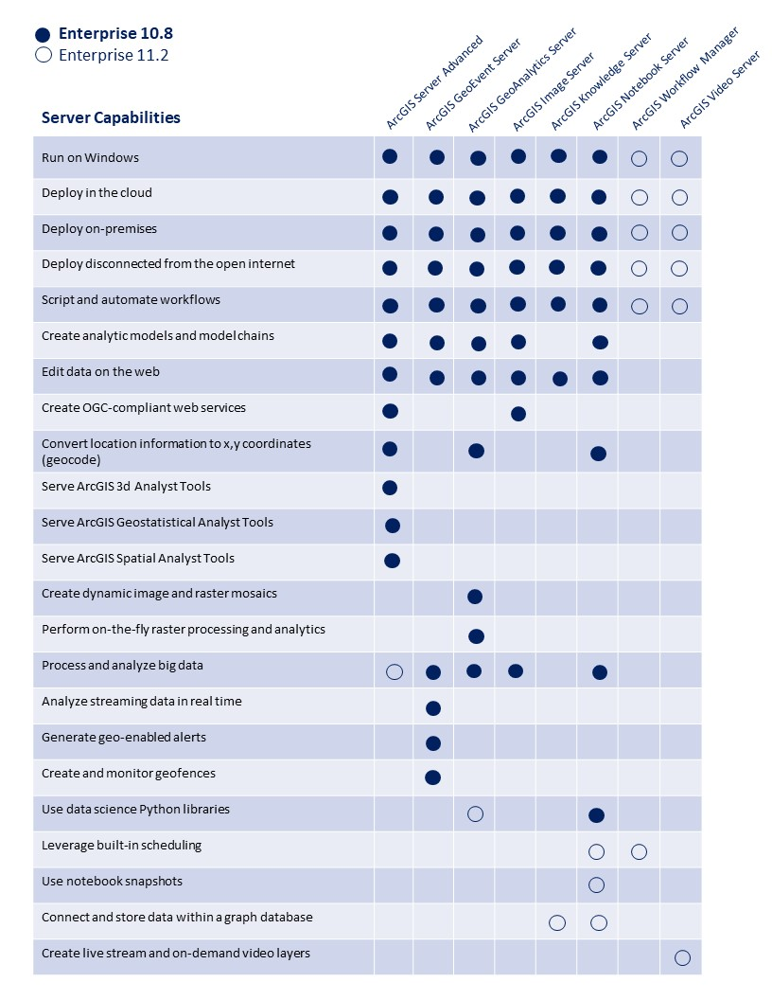 Enterprise 10.8
Enterprise 11.2
Server Capabilities
ArcGIS Server Advanced
ArcGIS GeoEvent Server
ArcGIS GeoAnalytics Server
ArcGIS Image Server
ArcGIS Knowledge Server
ArcGIS Notebook Server
ArcGIS Workflow Manager
ArcGIS Video Server
Run on Windows
Deploy in the cloud
Deploy on-premises
Deploy disconnected from the open internet
Script and automate workflows
Create analytic models and model chains
Edit data on the web
Create OGC-compliant web services
Convert location information to x,y coordinates
(geocode)
Serve ArcGIS 3d Analyst Tools
Serve ArcGIS Geostatistical Analyst Tools
Serve ArcGIS Spatial Analyst Tools
Create dynamic image and raster mosaics
Perform on-the-fly raster processing and analytics
Process and analyze big data
Analyze streaming data in real time
Generate geo-enabled alerts
Create and monitor geofences
Use data science Python libraries
Leverage built-in scheduling
Use notebook snapshots
Connect and store data within a graph database
Create live stream and on-demand video layers